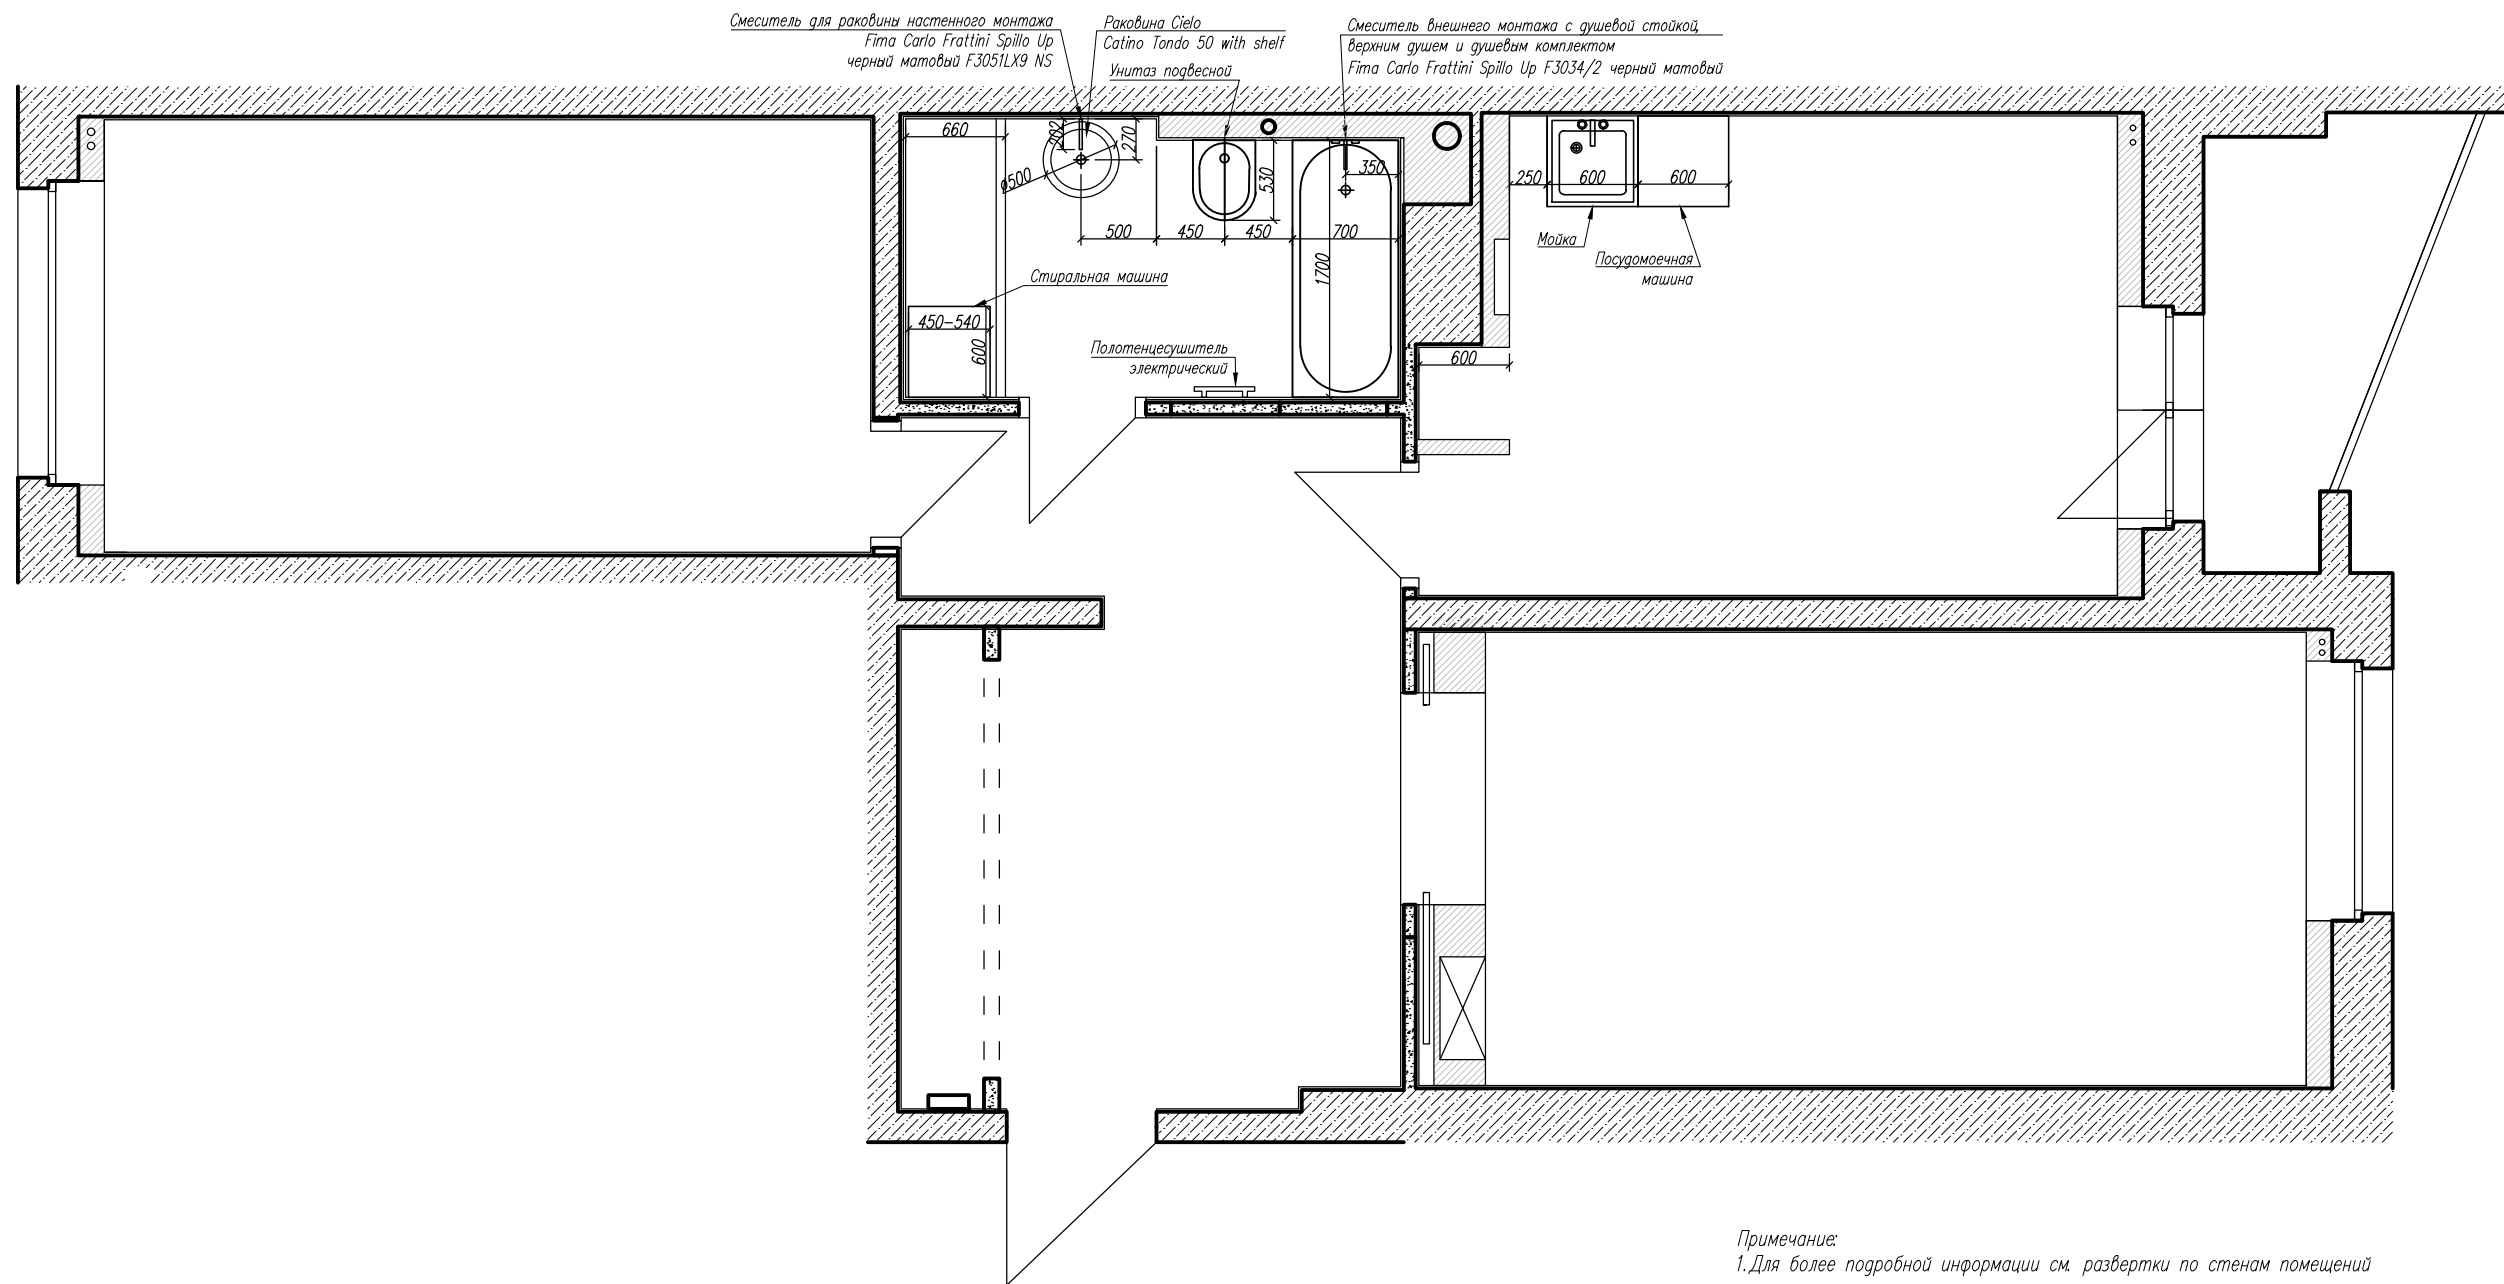 Смеситель для раковины настенного монтажа
Fima Carlo Frattini Spillo Up
черный матовый F3051LX9 NS
Раковина Cielo
Catino Tondo 50 with shelf
Унитаз подвесной
Смеситель внешнего монтажа с душевой стойкой,
верхним душем и душевым комплектом
Fima Carlo Frattini Spillo Up F3034/2 черный матовый
660
202
270
ø500
530
350
500
450
450
700
1700
250
600
600
Мойка
Посудомоечная
машина
Стиральная машина
450-540
600
Полотенцесушитель
электрический
600
Примечание:
1. Для более подробной информации см. развертки по стенам помещений